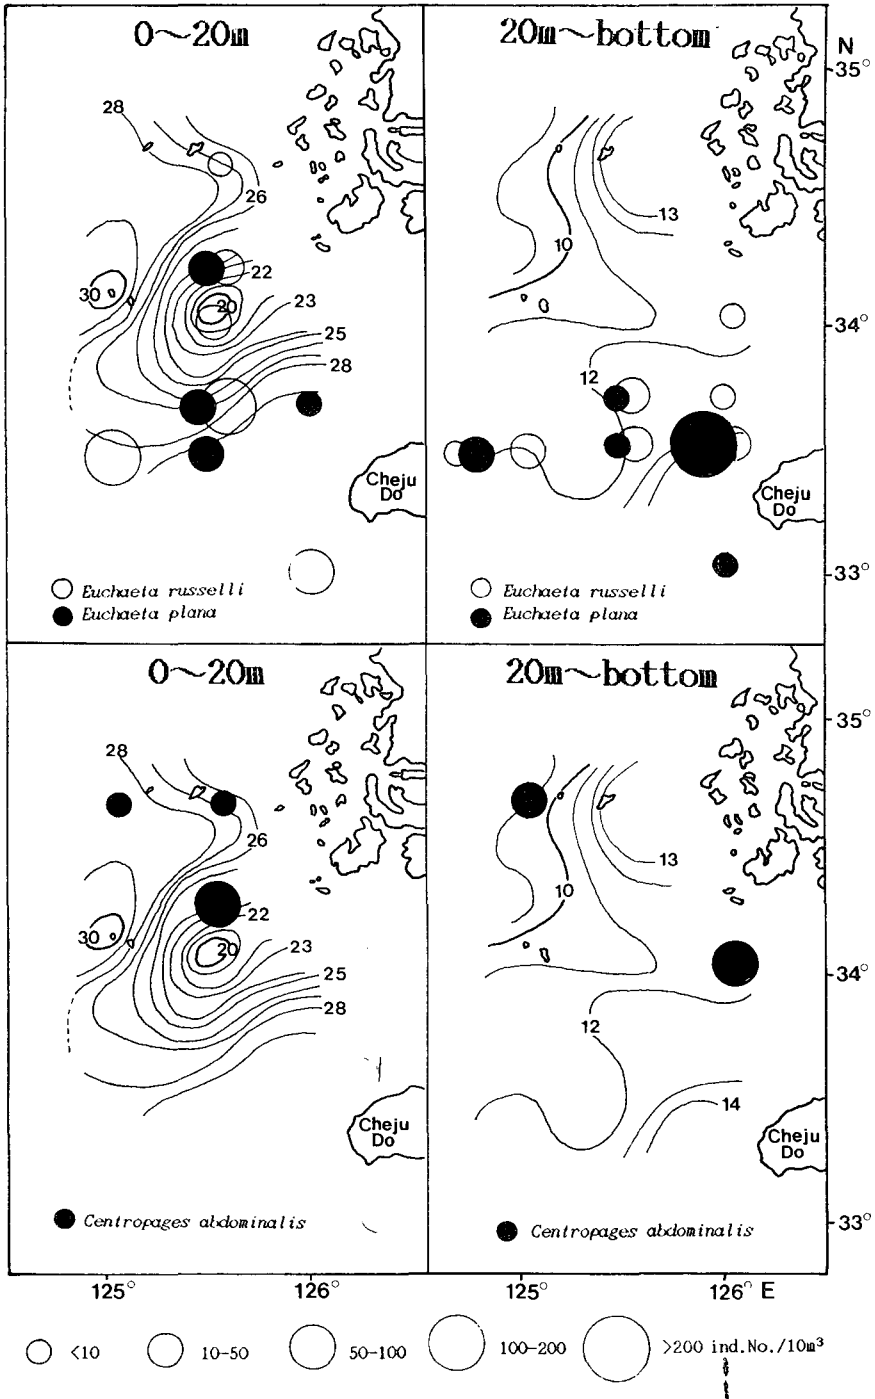 0~20m
20m~bottom
N
35°
28
26
22
30
20
23
25
28
13
10
34°
12
Cheju
Do
Cheju
Do
33°
Euchaeta russelli
Euchaeta plana
Euchaeta russelli
Euchaeta plana
0~20m
20m~bottom
35°
28
26
22
30
20
23
25
28
13
10
34°
12
14
Cheju
Do
Cheju
Do
Centropages abdominalis
Centropages abdominalis
33°
125°
126°
125°
126° E
<10
10-50
50-100
100-200
>200 ind.No./10m³